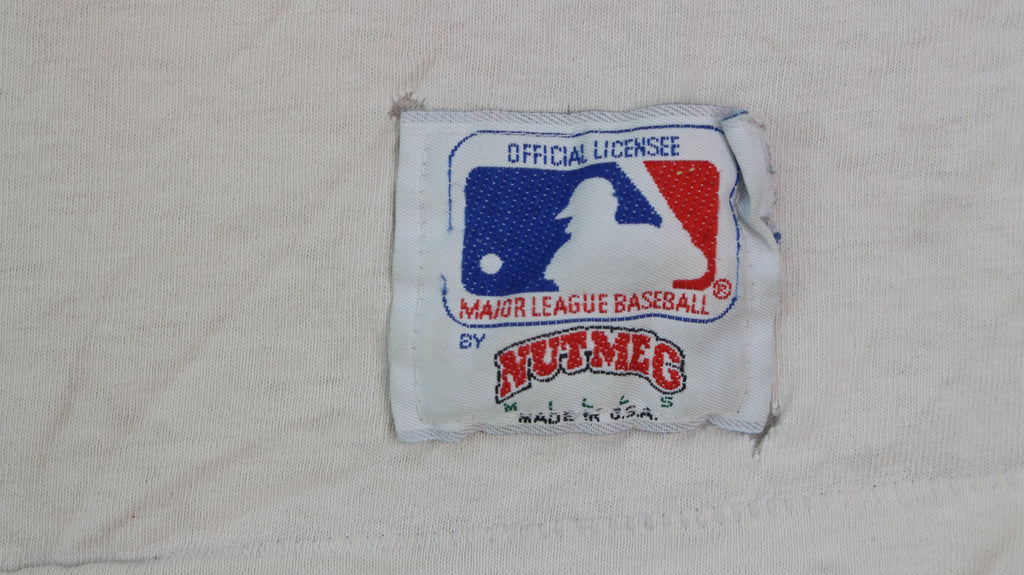 OFFICIAL LICENSEE
MAJOR LEAGUE BASEBALL®
BY
NUTMEG
MILLS
MADE IN U.S.A.